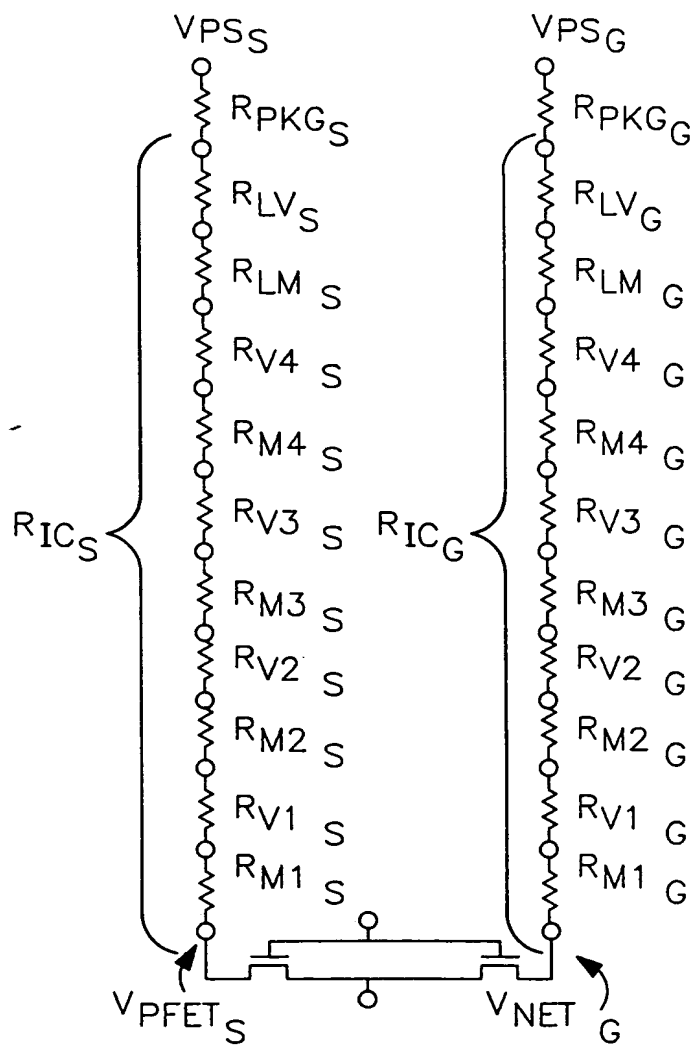 VPSS VPSG
RPKGS RPKGG
RLVS RLVG
RLM S RLM G
RV4 S RV4 G
RM4 S RM4 G
RICS RV3 S RICG RV3 G
RM3 S RM3 G
RV2 S RV2 G
RM2 S RM2 G
RV1 S RV1 G
RM1 S RM1 G
VPFETS VNET G